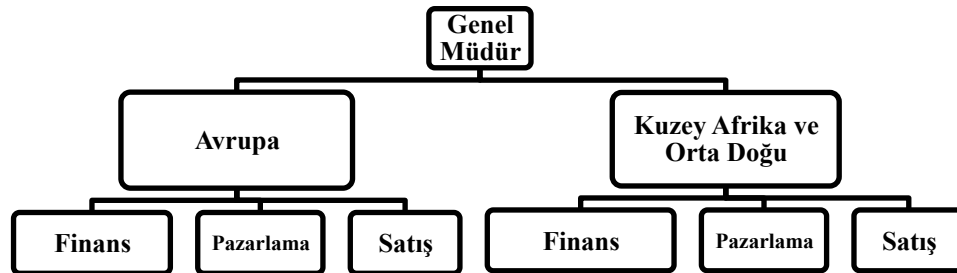 Genel
Müdür
Avrupa
Kuzey Afrika ve
Orta Doğu
Finans
Pazarlama
Satış
Finans
Pazarlama
Satış